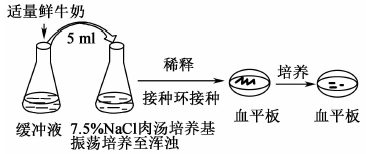 适量鲜牛奶
5 ml
稀释
接种环接种
培养
缓冲液
7.5%NaCl肉汤培养基
振荡培养至浑浊
血平板
血平板